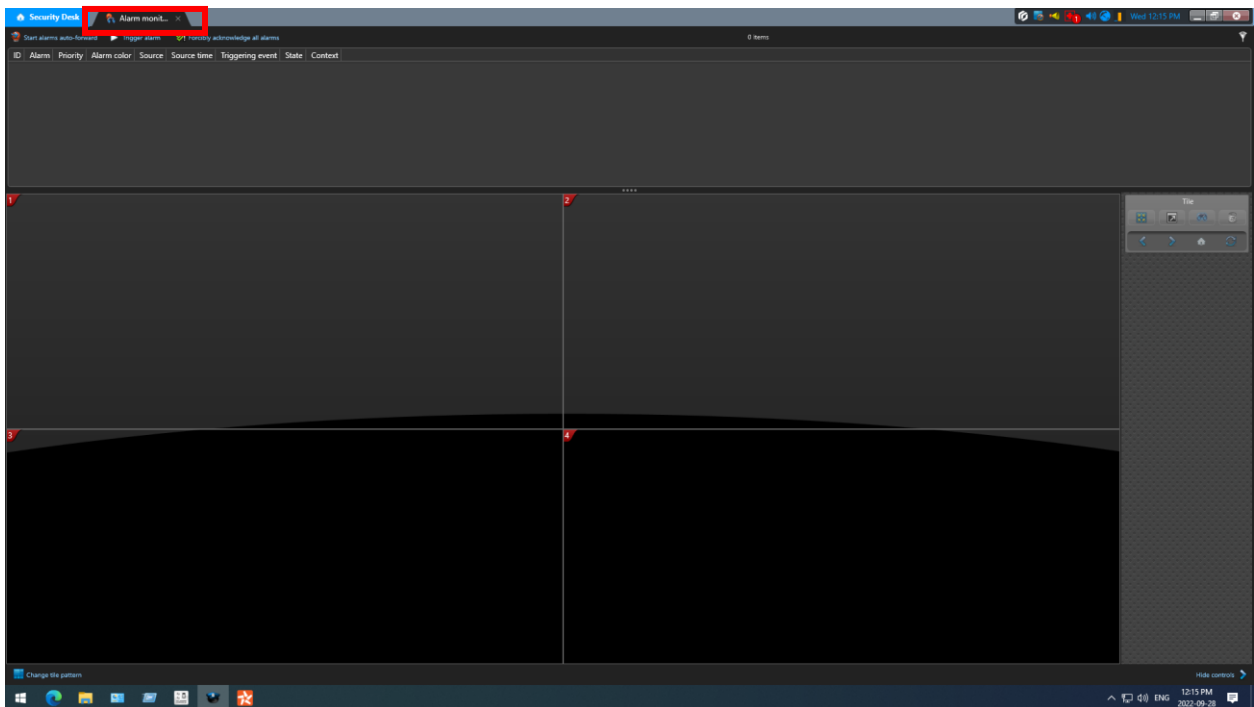 Security Desk Alarm monit... Wed 12:15 PM
Start alarms auto-forward Trigger alarm Forcibly acknowledge all alarms 0 items
ID Alarm Priority Alarm color Source Source time Triggering event State Context
1 2
Tile
3 4
Change tile pattern Hide controls
ENG 12:15 PM
2022-09-28